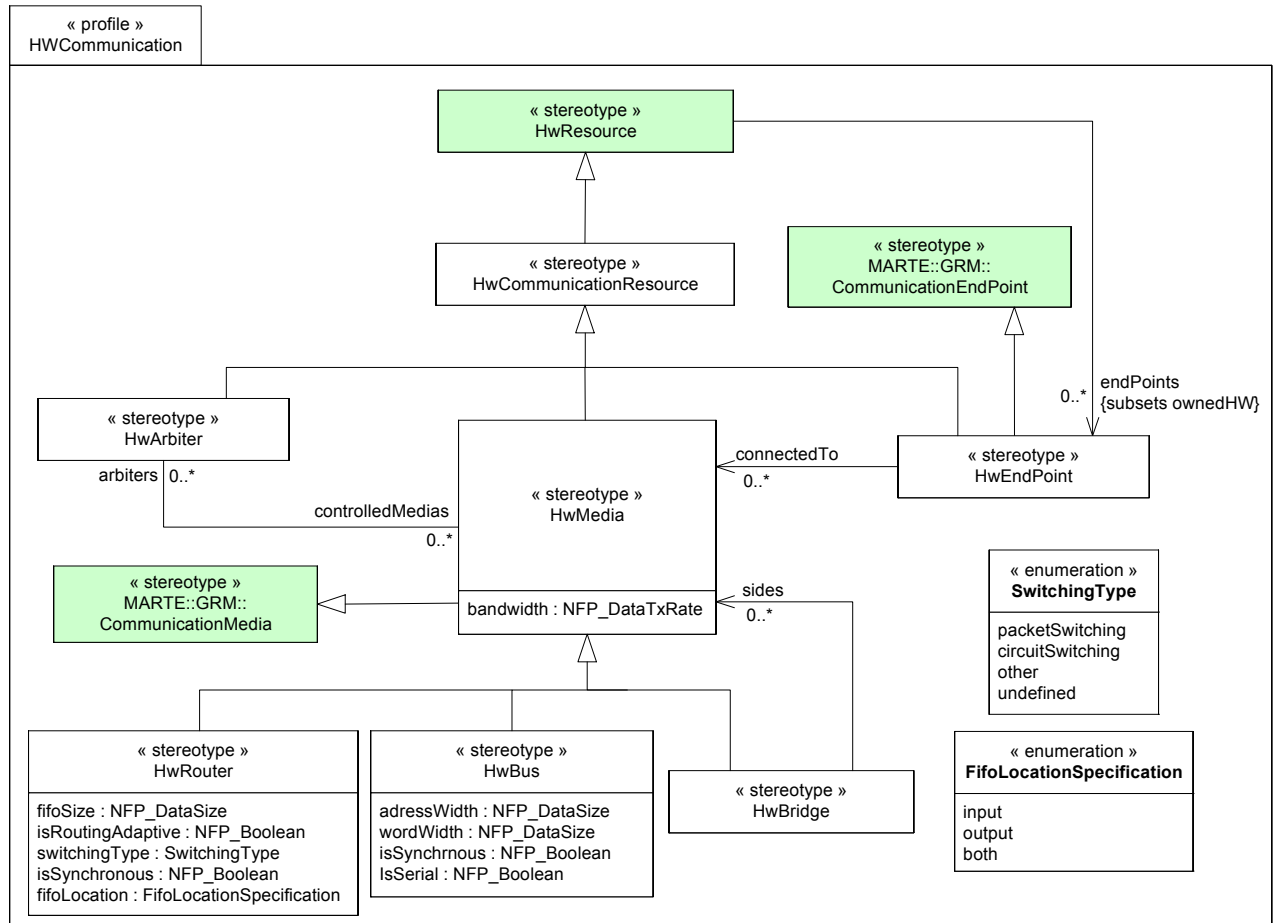 « profile »
HWCommunication
« stereotype »
HwResource
« stereotype »
HwCommunicationResource
« stereotype »
MARTE::GRM::
CommunicationEndPoint
endPoints
0..*
{subsets ownedHW}
« stereotype »
HwArbiter
arbiters
0..*
controlledMedias
0..*
« stereotype »
HwMedia
bandwidth : NFP_DataTxRate
connectedTo
0..*
« stereotype »
HwEndPoint
« stereotype »
MARTE::GRM::
CommunicationMedia
sides
0..*
« enumeration »
SwitchingType
packetSwitching
circuitSwitching
other
undefined
« stereotype »
HwRouter
fifoSize : NFP_DataSize
isRoutingAdaptive : NFP_Boolean
switchingType : SwitchingType
isSynchronous : NFP_Boolean
fifoLocation : FifoLocationSpecification
« stereotype »
HwBus
adressWidth : NFP_DataSize
wordWidth : NFP_DataSize
isSynchrnous : NFP_Boolean
IsSerial : NFP_Boolean
« stereotype »
HwBridge
« enumeration »
FifoLocationSpecification
input
output
both